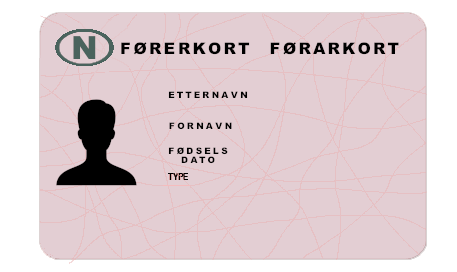 N FØRERKORT FØRARKORT
ETTERNAVN
FORNAVN
FØDSELS
DATO
TYPE